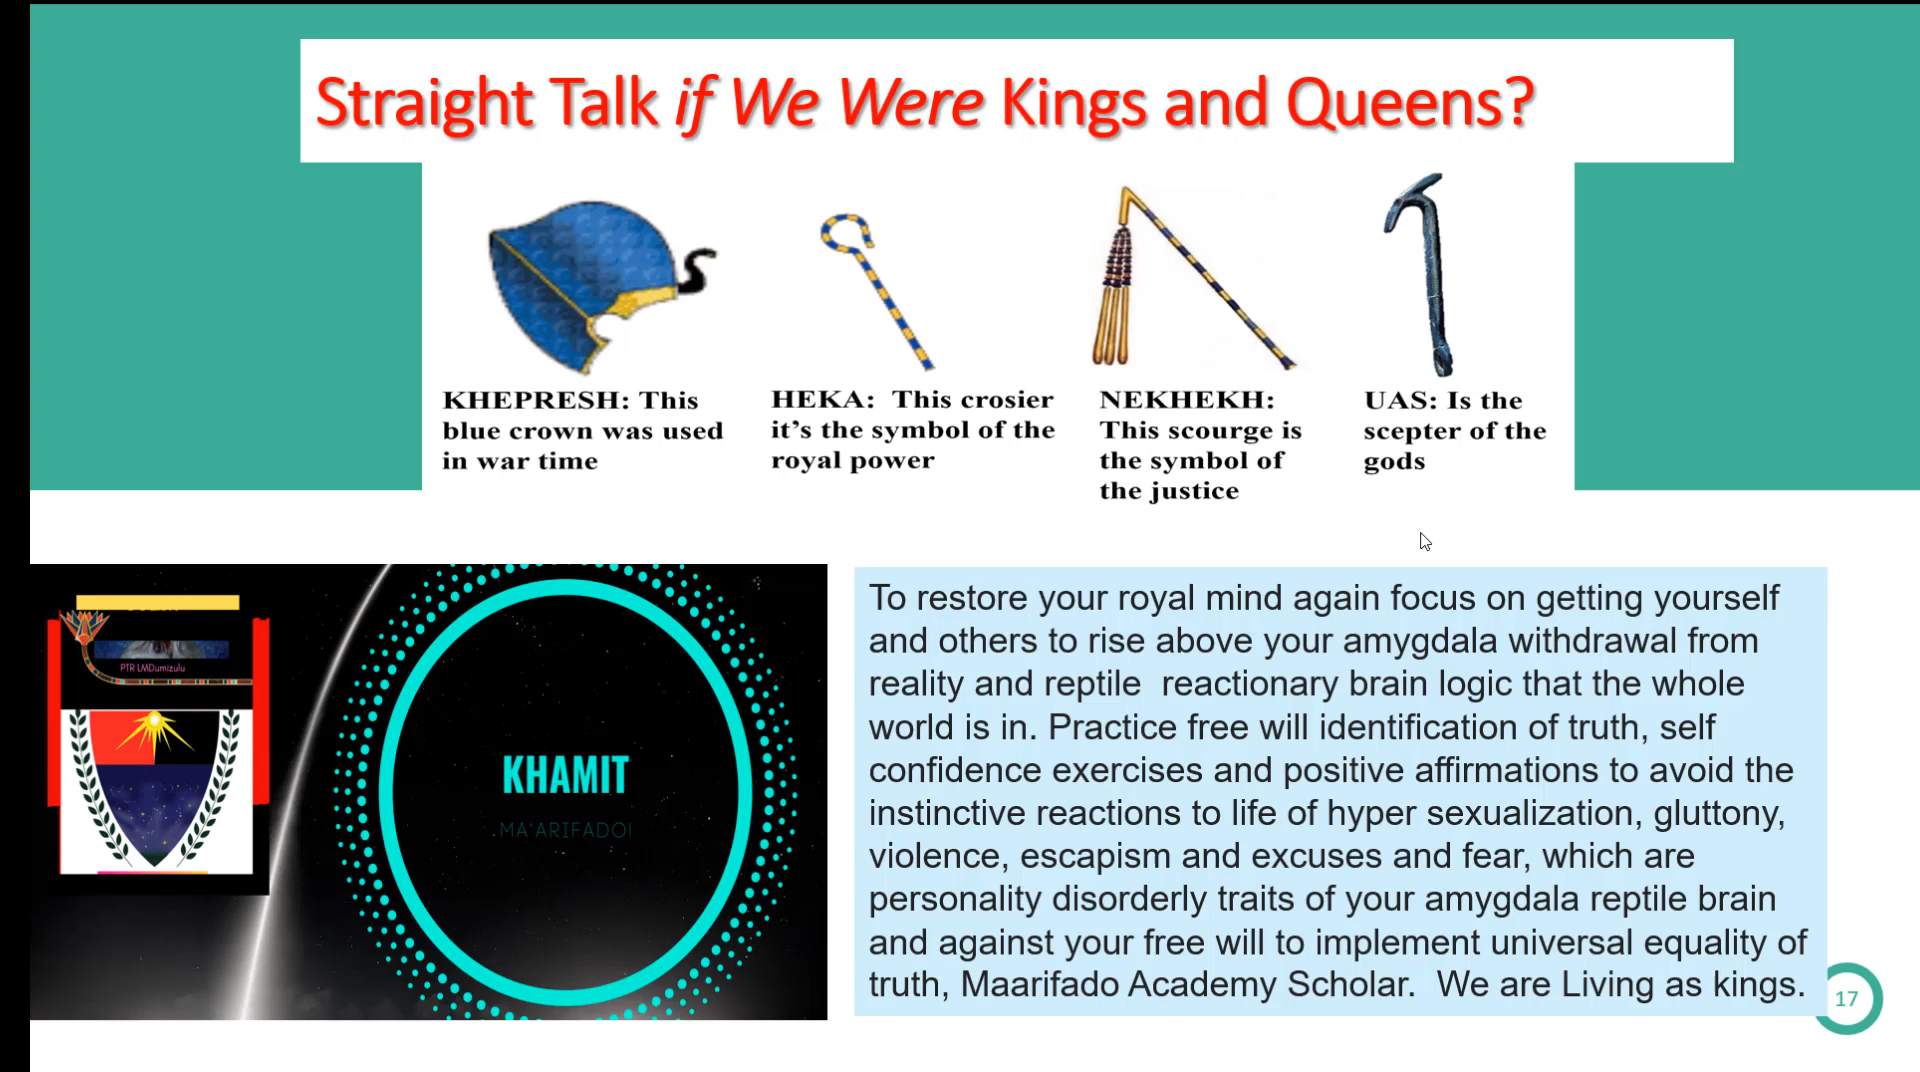 Straight Talk if We Were Kings and Queens?
KHEPRESH: This
blue crown was used
in war time
HEKA:  This crosier
it’s the symbol of the
royal power
NEKHEKH:
This scourge is
the symbol of
the justice
UAS: Is the
scepter of the
gods
PTR LMDumizulu
KHAMIT
MA'ARIFADOI
To restore your royal mind again focus on getting yourself
and others to rise above your amygdala withdrawal from
reality and reptile  reactionary brain logic that the whole
world is in. Practice free will identification of truth, self
confidence exercises and positive affirmations to avoid the
instinctive reactions to life of hyper sexualization, gluttony,
violence, escapism and excuses and fear, which are
personality disorderly traits of your amygdala reptile brain
and against your free will to implement universal equality of
truth, Maarifado Academy Scholar.  We are Living as kings.
17